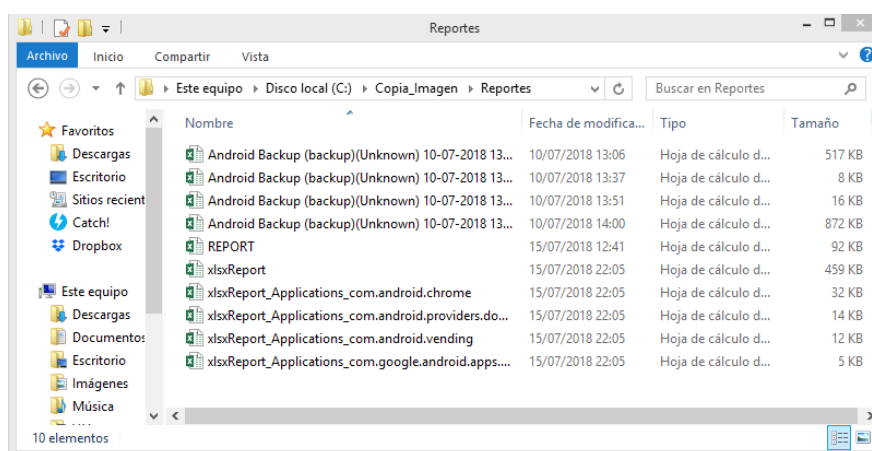 Reportes
Archivo Inicio Compartir Vista
Este equipo Disco local (C:) Copia_Imagen Reportes Buscar en Reportes
Favoritos
Descargas
Escritorio
Sitios recient
Catch!
Dropbox
Este equipo
Descargas
Documentos
Escritorio
Imágenes
Música
Nombre Fecha de modifica... Tipo Tamaño
Android Backup (backup)(Unknown) 10-07-2018 13... 10/07/2018 13:06 Hoja de cálculo d... 517 KB
Android Backup (backup)(Unknown) 10-07-2018 13... 10/07/2018 13:37 Hoja de cálculo d... 8 KB
Android Backup (backup)(Unknown) 10-07-2018 13... 10/07/2018 13:51 Hoja de cálculo d... 16 KB
Android Backup (backup)(Unknown) 10-07-2018 13... 10/07/2018 14:00 Hoja de cálculo d... 872 KB
REPORT 15/07/2018 12:41 Hoja de cálculo d... 92 KB
xlsxReport 15/07/2018 22:05 Hoja de cálculo d... 459 KB
xlsxReport_Applications_com.android.chrome 15/07/2018 22:05 Hoja de cálculo d... 32 KB
xlsxReport_Applications_com.android.providers.do... 15/07/2018 22:05 Hoja de cálculo d... 14 KB
xlsxReport_Applications_com.android.vending 15/07/2018 22:05 Hoja de cálculo d... 12 KB
xlsxReport_Applications_com.google.android.apps.... 15/07/2018 22:05 Hoja de cálculo d... 5 KB
10 elementos